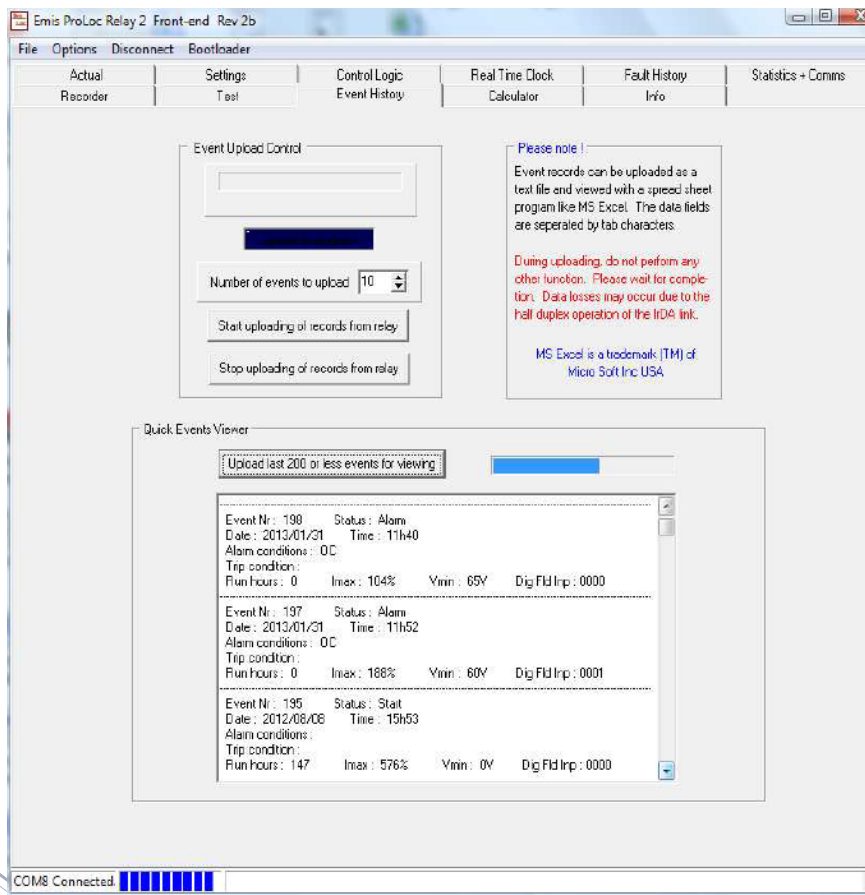 Emis ProLoc Relay 2 Front-end Rev 2b
File Options Disconnect Bootloader
Actual Settings Control Logic Real Time Clock Fault History Statistics + Comms
Recorder Test Event History Calculator Info
Event Upload Control
Number of events to upload 10
Start uploading of records from relay
Stop uploading of records from relay
Please note !
Event records can be uploaded as a
text file and viewed with a spread sheet
program like MS Excel. The data fields
are seperated by tab characters.
During uploading, do not perform any
other function. Please wait for comple-
tion. Data losses may occur due to the
half duplex operation of the IrDA link.
MS Excel is a trademark (TM) of
Micro Soft Inc USA
Quick Events Viewer
Upload last 200 or less events for viewing
Event Nr : 198 Status : Alarm
Date : 2013/01/31 Time : 11h40
Alarm conditions : OC
Trip condition :
Run hours : 0 Imax : 104% Vmin : 65V Dig Fld Inp : 0000
Event Nr : 197 Status : Alarm
Date : 2013/01/31 Time : 11h52
Alarm conditions : OC
Trip condition :
Run hours : 0 Imax : 188% Vmin : 60V Dig Fld Inp : 0001
Event Nr : 195 Status : Start
Date : 2012/08/08 Time : 15h53
Alarm conditions :
Trip condition :
Run hours : 147 Imax : 576% Vmin : 0V Dig Fld Inp : 0000
COM8 Connected.